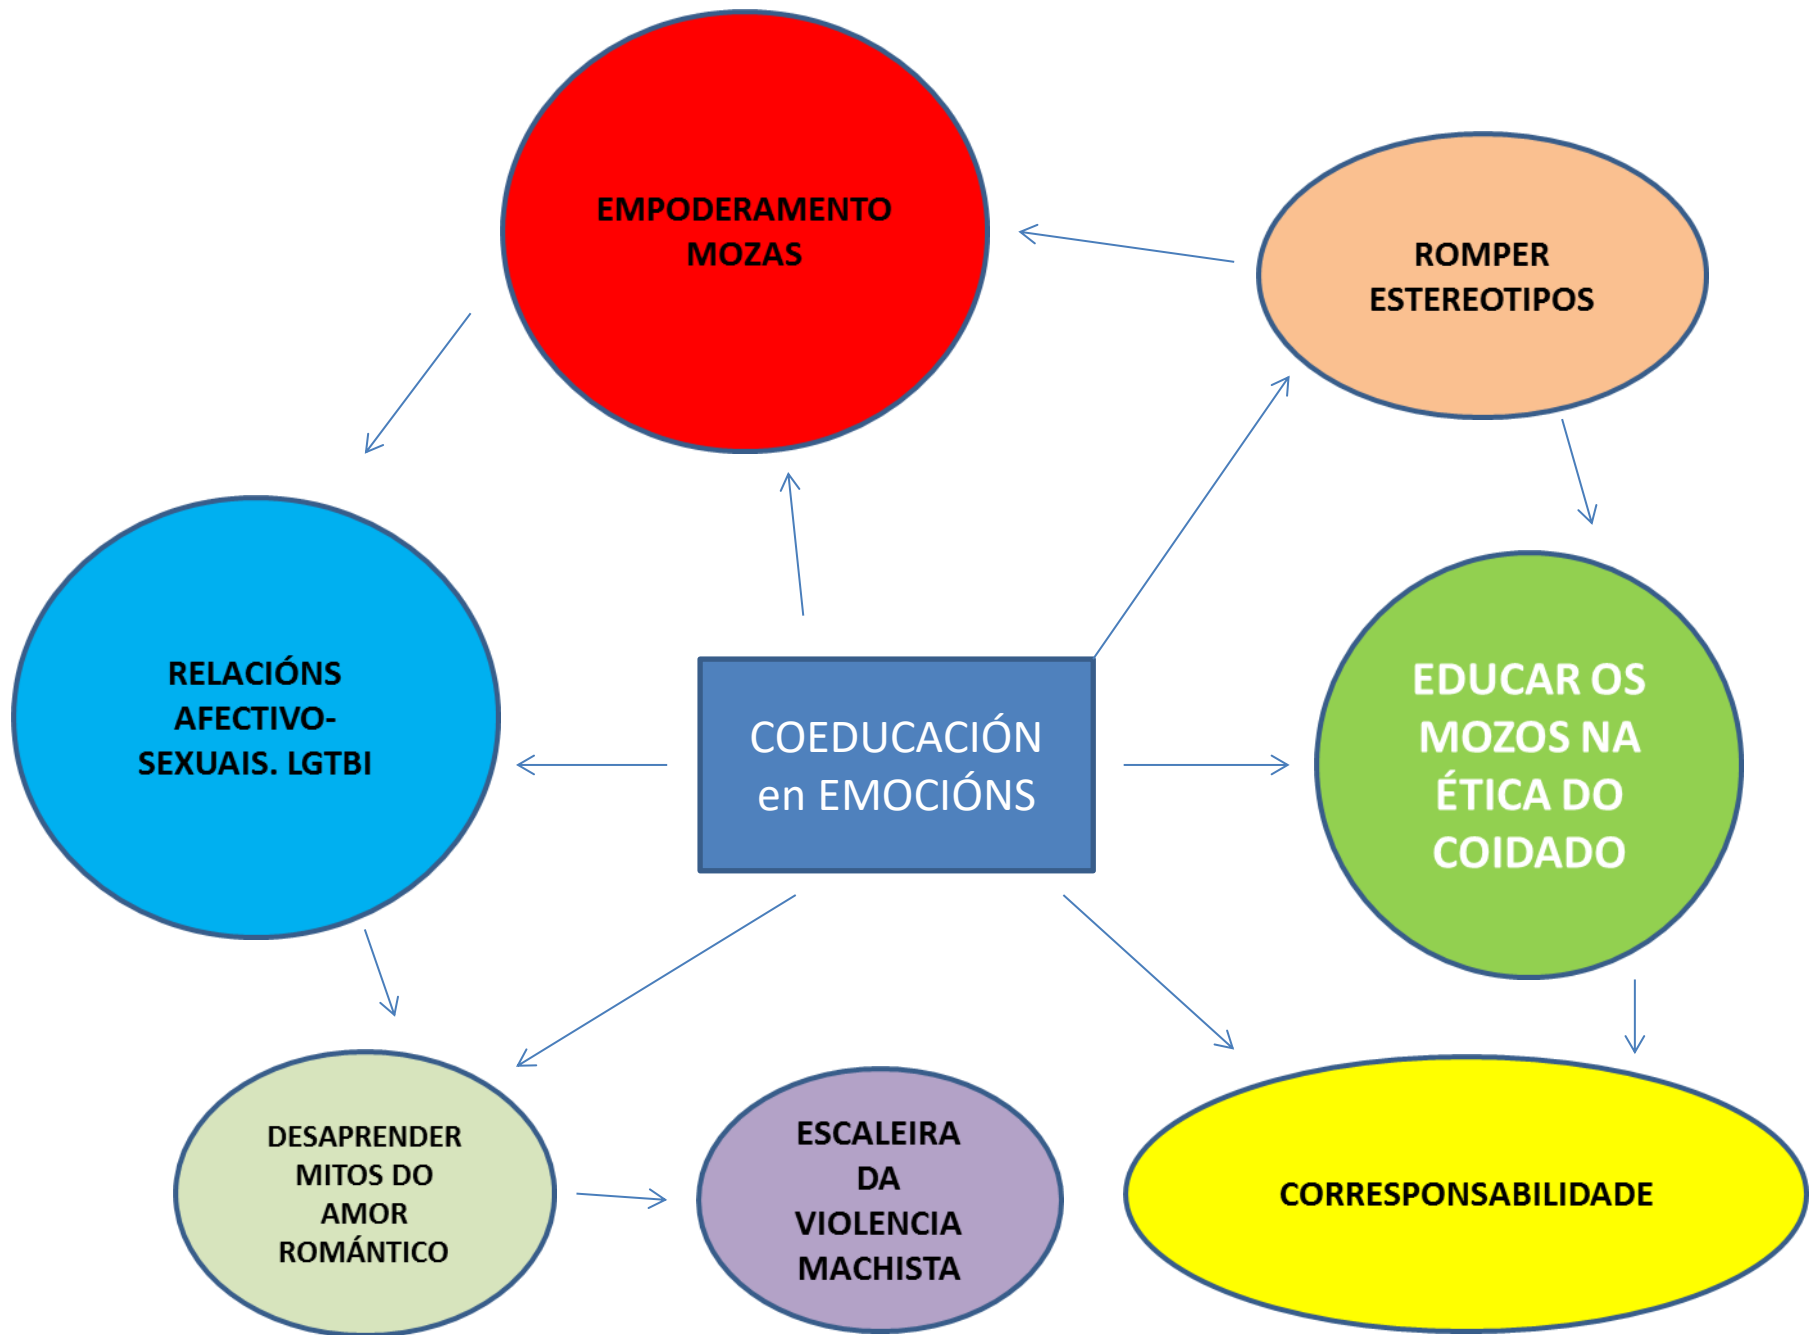 EMPODERAMENTO
MOZAS
ROMPER
ESTEREOTIPOS
RELACIÓNS
AFECTIVO-
SEXUAIS. LGTBI
COEDUCACIÓN
en EMOCIÓNS
EDUCAR OS
MOZOS NA
ÉTICA DO
COIDADO
DESAPRENDER
MITOS DO
AMOR
ROMÁNTICO
ESCALEIRA
DA
VIOLENCIA
MACHISTA
CORRESPONSABILIDADE